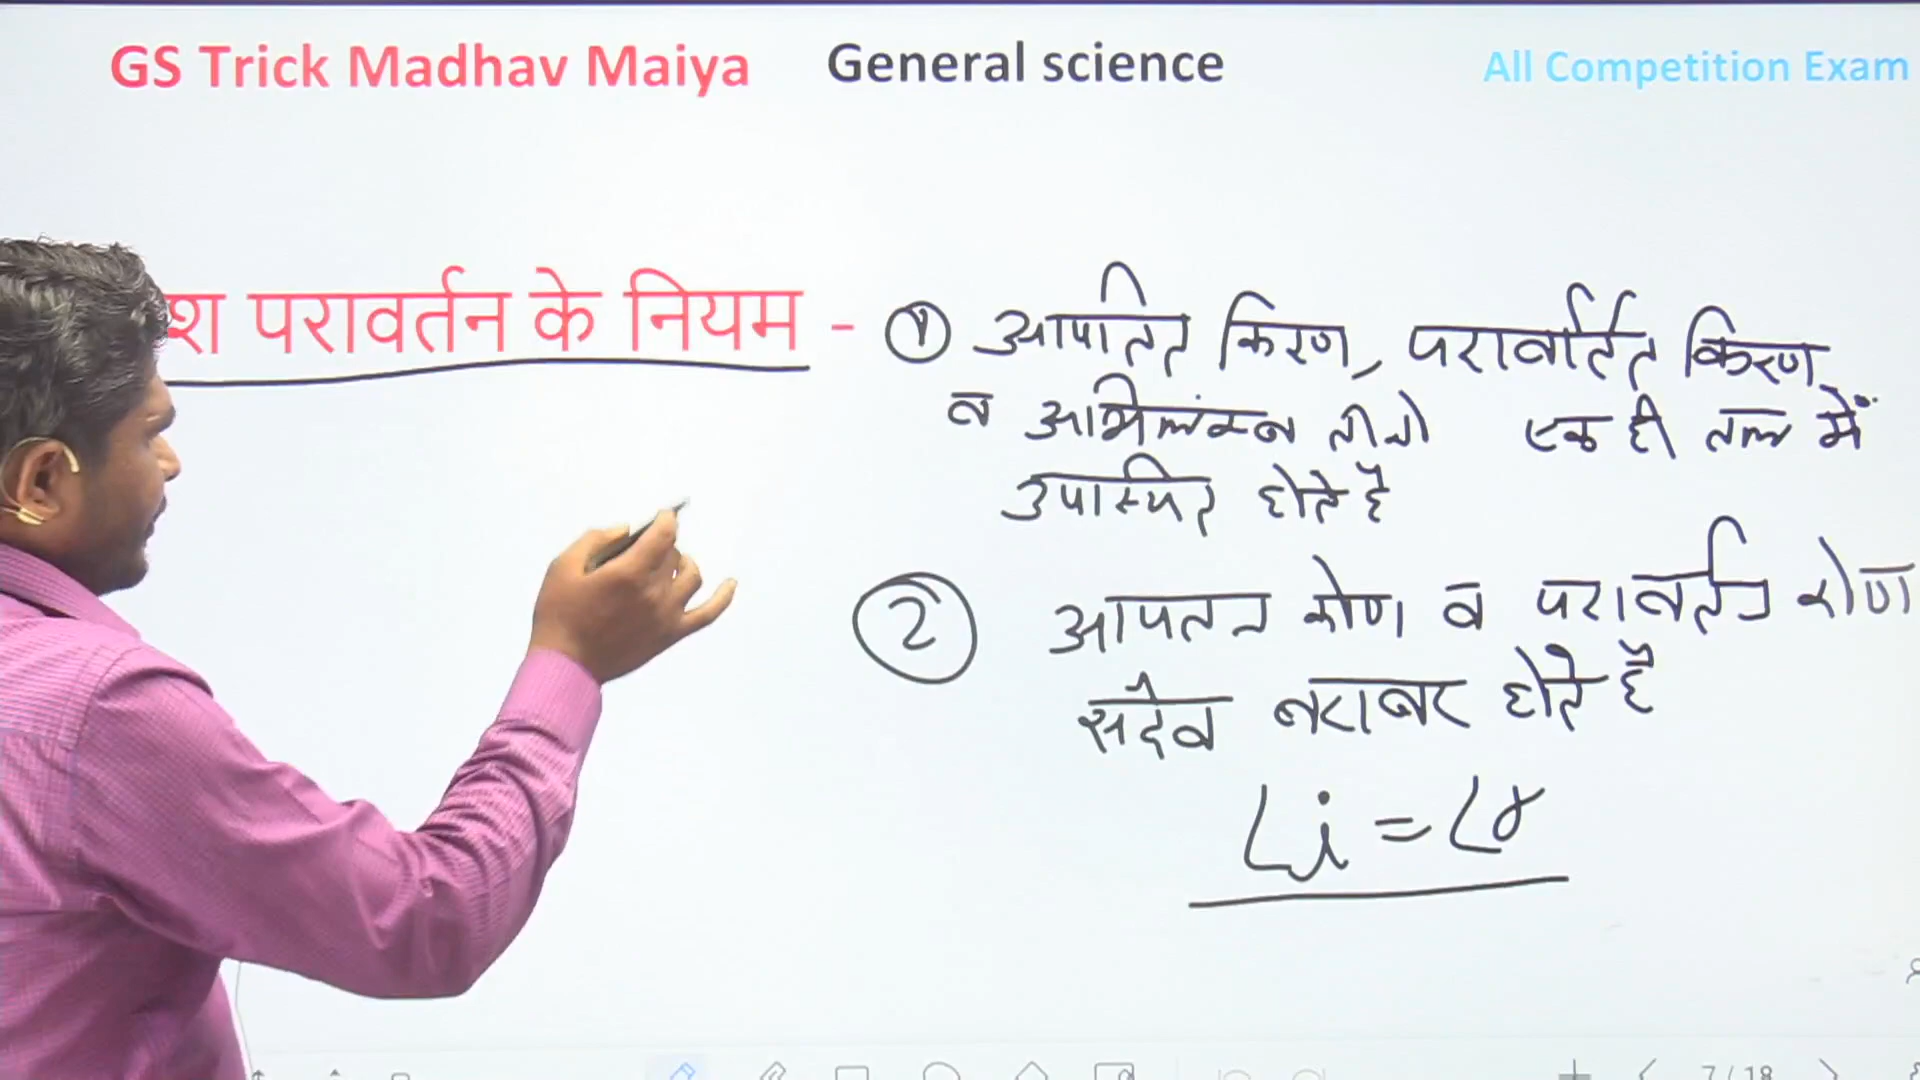 GS Trick Madhav Maiya General science All Competition Exam
श परावर्तन के नियम - ① आपतित किरण, परावर्तित किरण
व अभिलंम्ब तीनो एक ही तल में
उपस्थित होते है
② आपतन कोण व परावर्तन कोण
सदैव बराबर होते है
∠i = ∠r
7 / 18